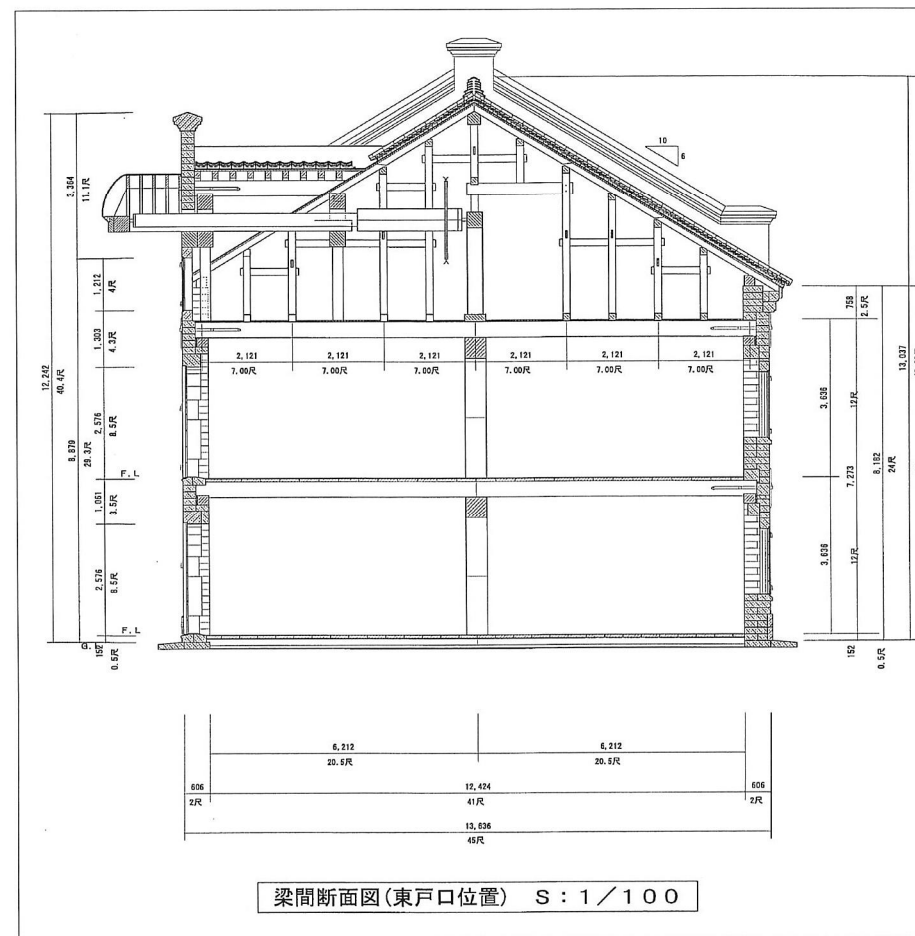 10
6
3,364
11.1尺
1,212
4尺
1,303
4.3尺
2,576
8.5尺
1,061
3.5尺
2,576
8.5尺
152
0.5尺
12,242
40.4尺
8,879
29.3尺
F.L
F.L
2,121 2,121 2,121 2,121 2,121 2,121
7.00尺 7.00尺 7.00尺 7.00尺 7.00尺 7.00尺
758
2.5尺
3,636
12尺
3,636
12尺
7,273
8,182
24尺
13,037
152
0.5尺
6,212 6,212
20.5尺 20.5尺
606 12,424 606
2尺 41尺 2尺
13,636
45尺
梁間断面図(東戸口位置) S:1/100